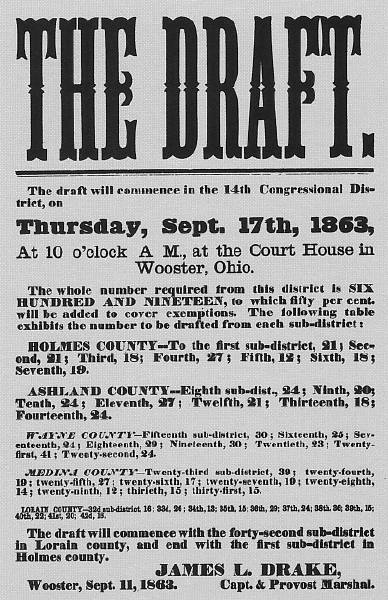 THE DRAFT.
The draft will commence in the 14th Congressional Dis-
trict, on
Thursday, Sept. 17th, 1863,
At 10 o'clock A M., at the Court House in
Wooster, Ohio.
The whole number required from this district is SIX
HUNDRED AND NINETEEN, to which fifty per cent.
will be added to cover exemptions. The following table
exhibits the number to be drafted from each sub-district:
HOLMES COUNTY—To the first sub-district, 21; Sec-
ond, 21; Third, 18; Fourth, 27; Fifth, 12; Sixth, 18;
Seventh, 19.
ASHLAND COUNTY—Eighth sub-dist., 24; Ninth, 20;
Tenth, 24; Eleventh, 27; Twelfth, 21; Thirteenth, 18;
Fourteenth, 24.
WAYNE COUNTY—Fifteenth sub-district, 30; Sixteenth, 25; Sev-
enteenth, 24; Eighteenth, 29; Nineteenth, 30; Twentieth, 23; Twenty-
first, 41; Twenty-second, 24.
MEDINA COUNTY—Twenty-third sub-district, 39; twenty-fourth,
19; twenty-fifth, 27; twenty-sixth, 17; twenty-seventh, 19; twenty-eighth,
14; twenty-ninth, 12; thirtieth, 15; thirty-first, 15.
LORAIN COUNTY—32d sub-district, 16; 33d, 24; 34th, 13; 35th, 15; 36th, 29; 37th, 24; 38th, 36; 39th, 15;
40th, 22; 41st, 20; 42d, 18.
The draft will commence with the forty-second sub-district
in Lorain county, and end with the first sub-district in
Holmes county.
JAMES L. DRAKE,
Wooster, Sept. 11, 1863. Capt. & Provost Marshal.